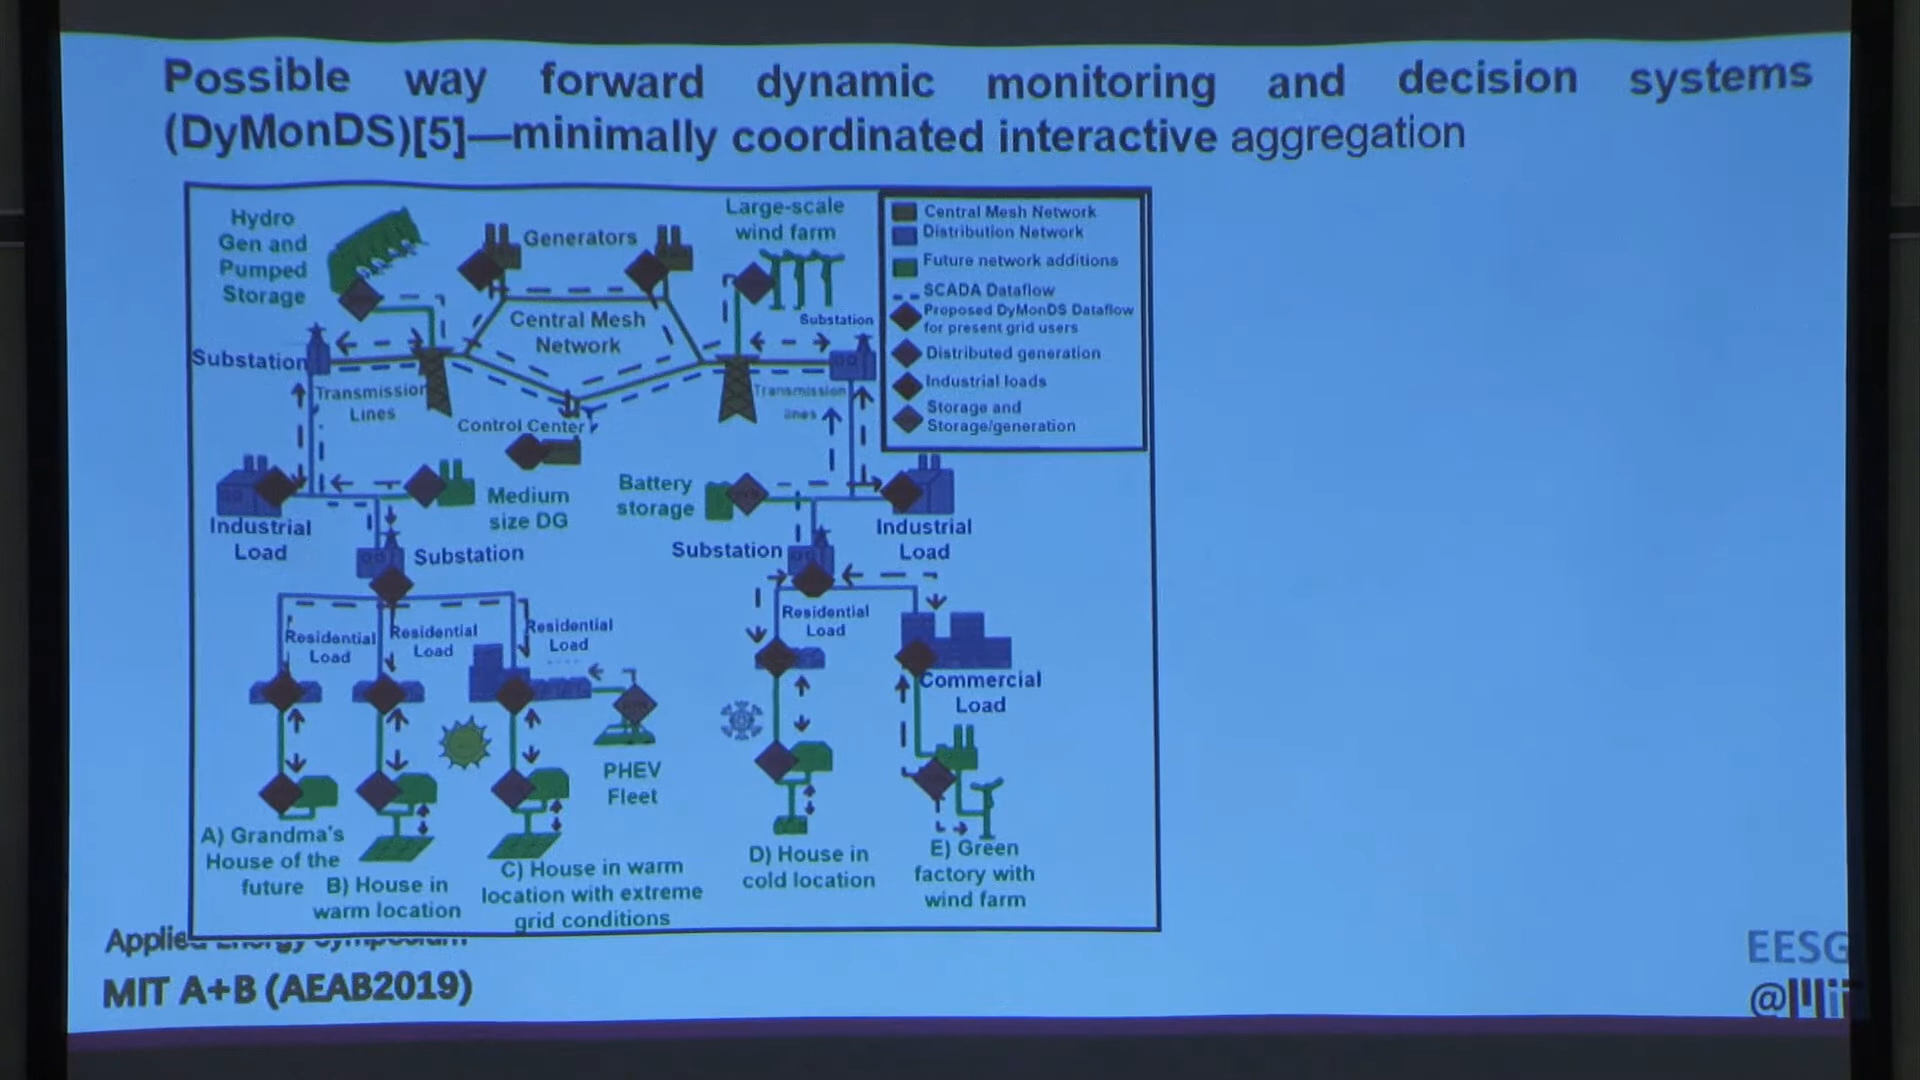 Possible way forward dynamic monitoring and decision systems
(DyMonDS)[5]—minimally coordinated interactive aggregation
Hydro
Gen and
Pumped
Storage
Generators
Large-scale
wind farm
Central Mesh Network
Distribution Network
Future network additions
SCADA Dataflow
Proposed DyMonDS Dataflow
for present grid users
Distributed generation
Industrial loads
Storage and
Storage/generation
Central Mesh
Network
Substation
Substation
Transmission
Lines
Transmission
lines
Control Center
Industrial
Load
Medium
size DG
Battery
storage
Industrial
Load
Substation
Substation
Residential
Load
Residential
Load
Residential
Load
Residential
Load
Commercial
Load
PHEV
Fleet
A) Grandma's
House of the
future
B) House in
warm location
C) House in warm
location with extreme
grid conditions
D) House in
cold location
E) Green
factory with
wind farm
Applied Energy Symposium
MIT A+B (AEAB2019)
EESG
@MIT